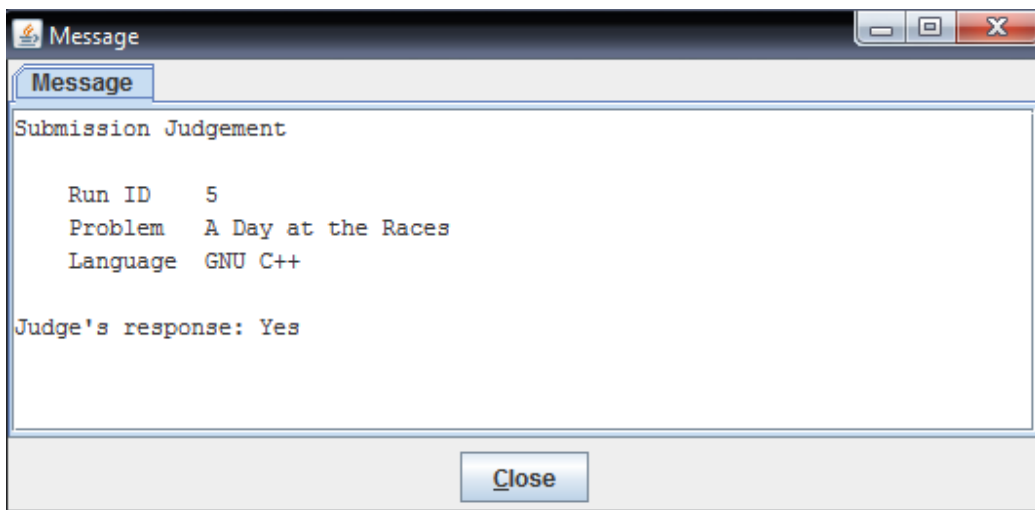 Message
Message
Submission Judgement
Run ID 5
Problem A Day at the Races
Language GNU C++
Judge's response: Yes
Close